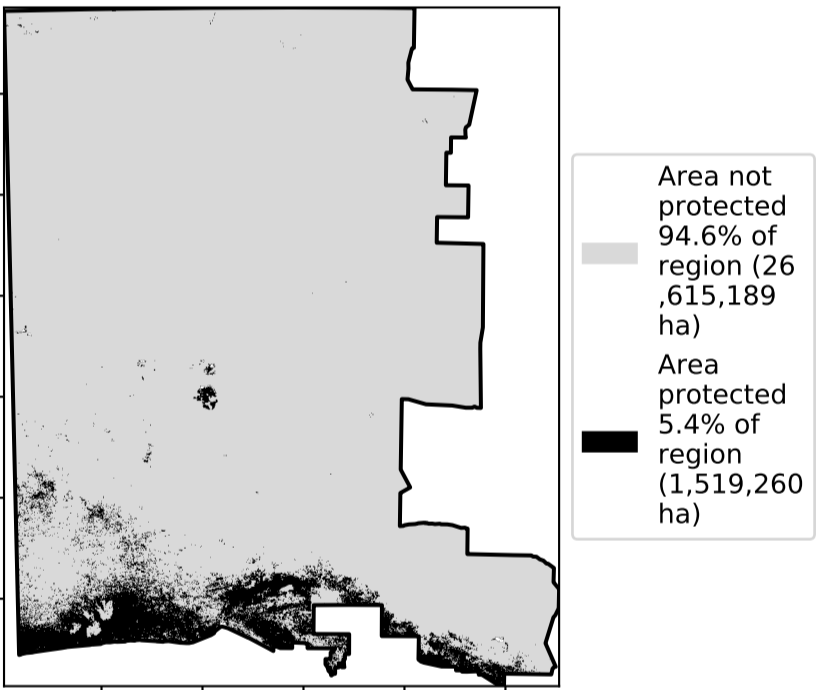 Area not
protected
94.6% of
region (26
,615,189
ha)
Area
protected
5.4% of
region
(1,519,260
ha)